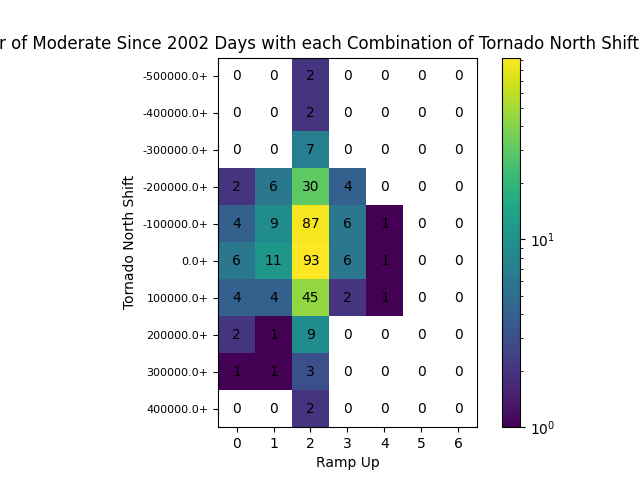 r of Moderate Since 2002 Days with each Combination of Tornado North Shift
-500000.0+ 0 0 2 0 0 0 0
-400000.0+ 0 0 2 0 0 0 0
-300000.0+ 0 0 7 0 0 0 0
-200000.0+ 2 6 30 4 0 0 0
-100000.0+ 4 9 87 6 1 0 0
0.0+ 6 11 93 6 1 0 0
100000.0+ 4 4 45 2 1 0 0
200000.0+ 2 1 9 0 0 0 0
300000.0+ 1 1 3 0 0 0 0
400000.0+ 0 0 2 0 0 0 0
0 1 2 3 4 5 6
Ramp Up
Tornado North Shift
10¹
10⁰